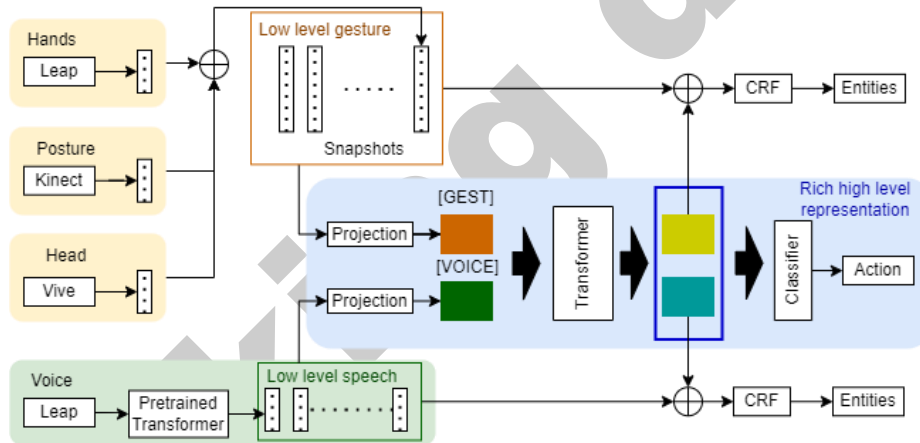 Hands
Leap
Posture
Kinect
Head
Vive
Low level gesture
Snapshots
CRF
Entities
[GEST]
Projection
[VOICE]
Projection
Transformer
Rich high level
representation
Classifier
Action
Voice
Leap
Pretrained
Transformer
Low level speech
CRF
Entities